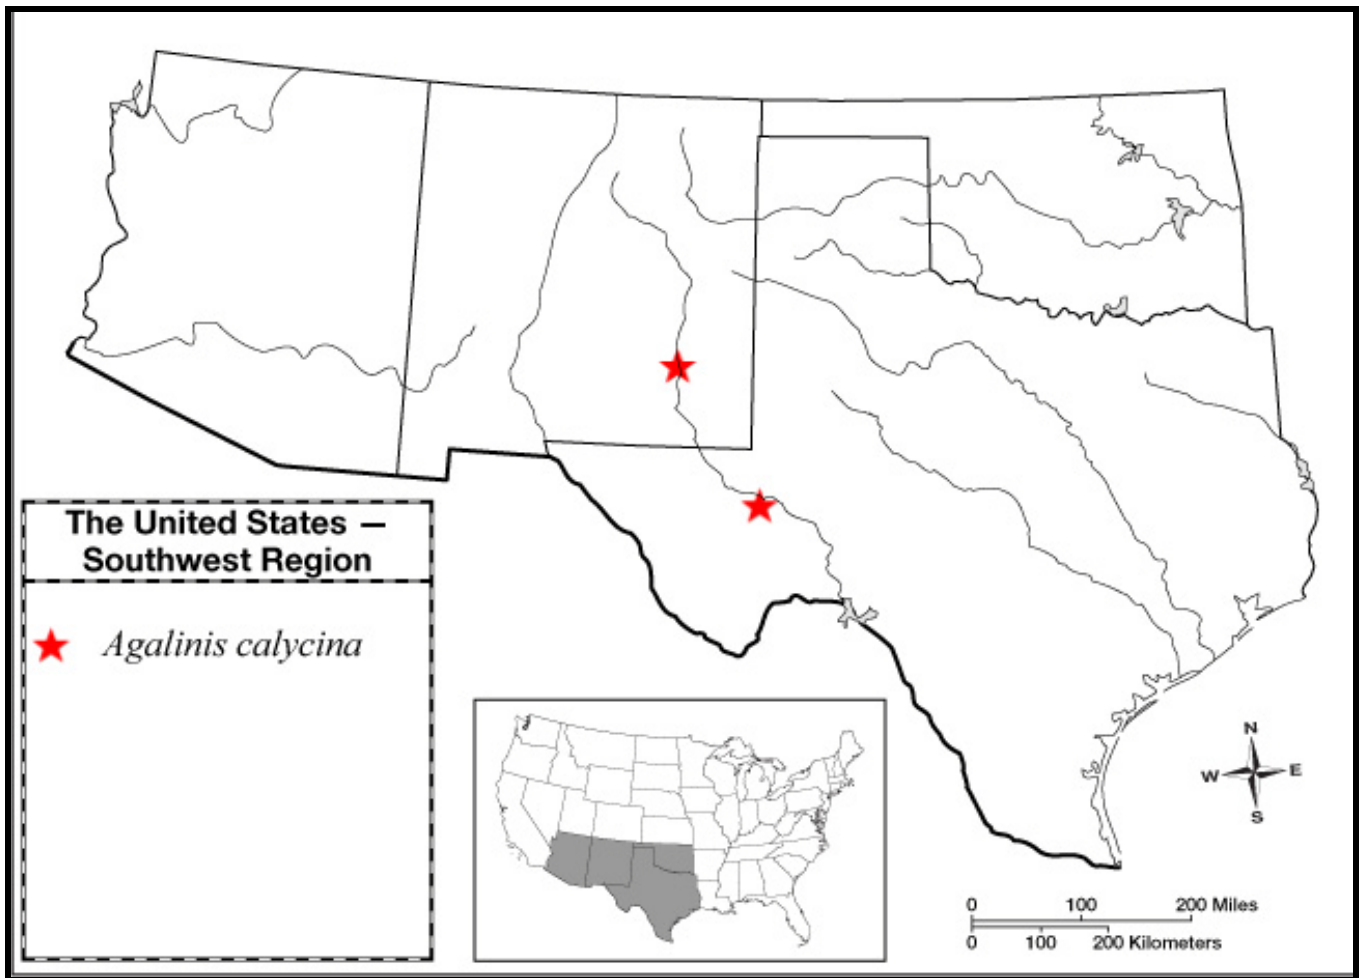 The United States —
Southwest Region
Agalinis calycina
N
W E
S
0 100 200 Miles
0 100 200 Kilometers